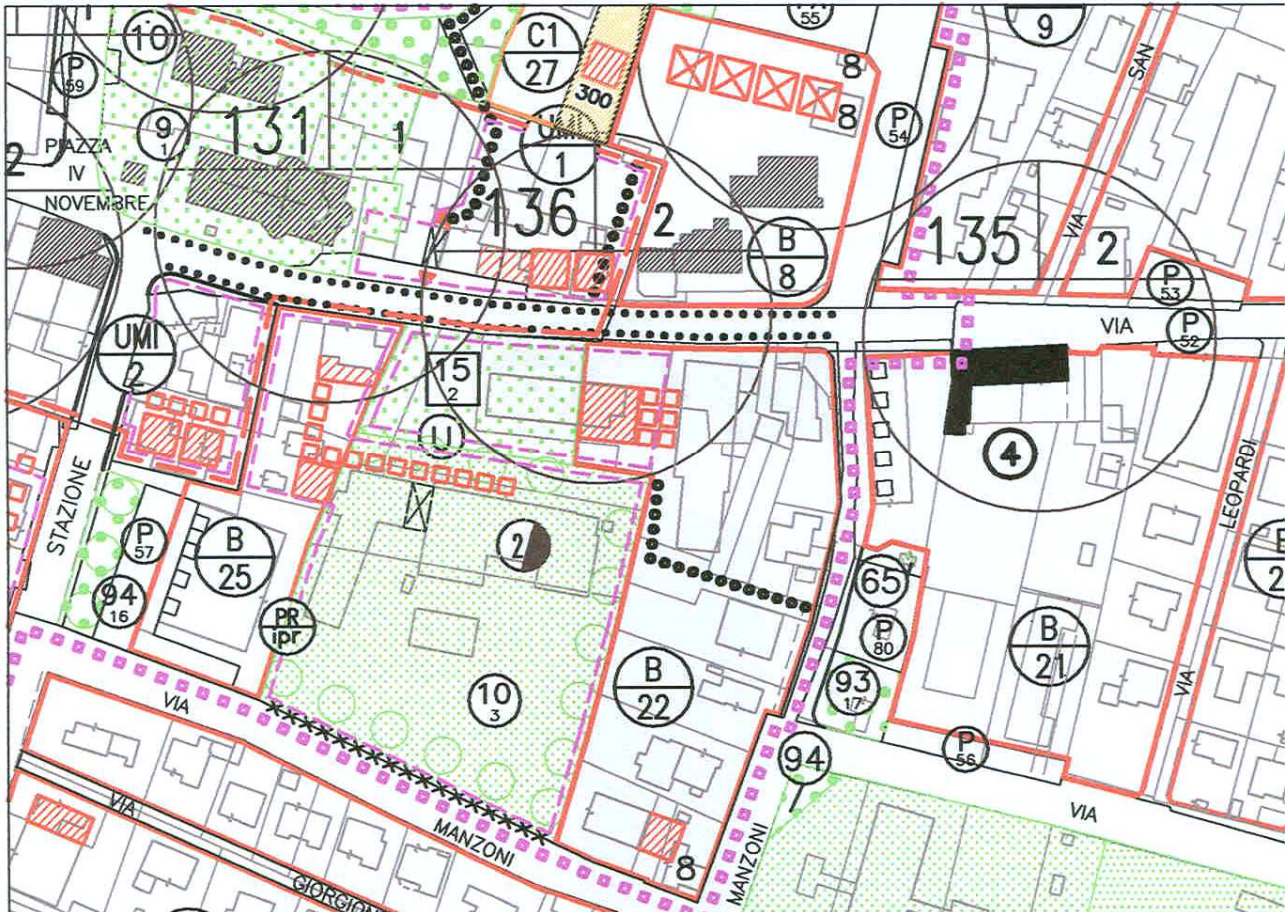 10
P
59
C1
27
300
55
8
8
9
SAN
P
54
9
1
131
1
PIAZZA
IV
NOVEMBRE
2
UMI
1
136
2
B
8
135
VIA
2
P
53
VIA
P
52
UMI
2
15
2
U
4
STAZIONE
LEOPARDI
P
57
B
25
2
94
16
PR
ipr
65
P
80
B
21
10
3
B
22
93
17
VIA
VIA
P
56
94
VIA
VIA
MANZONI
MANZONI
8